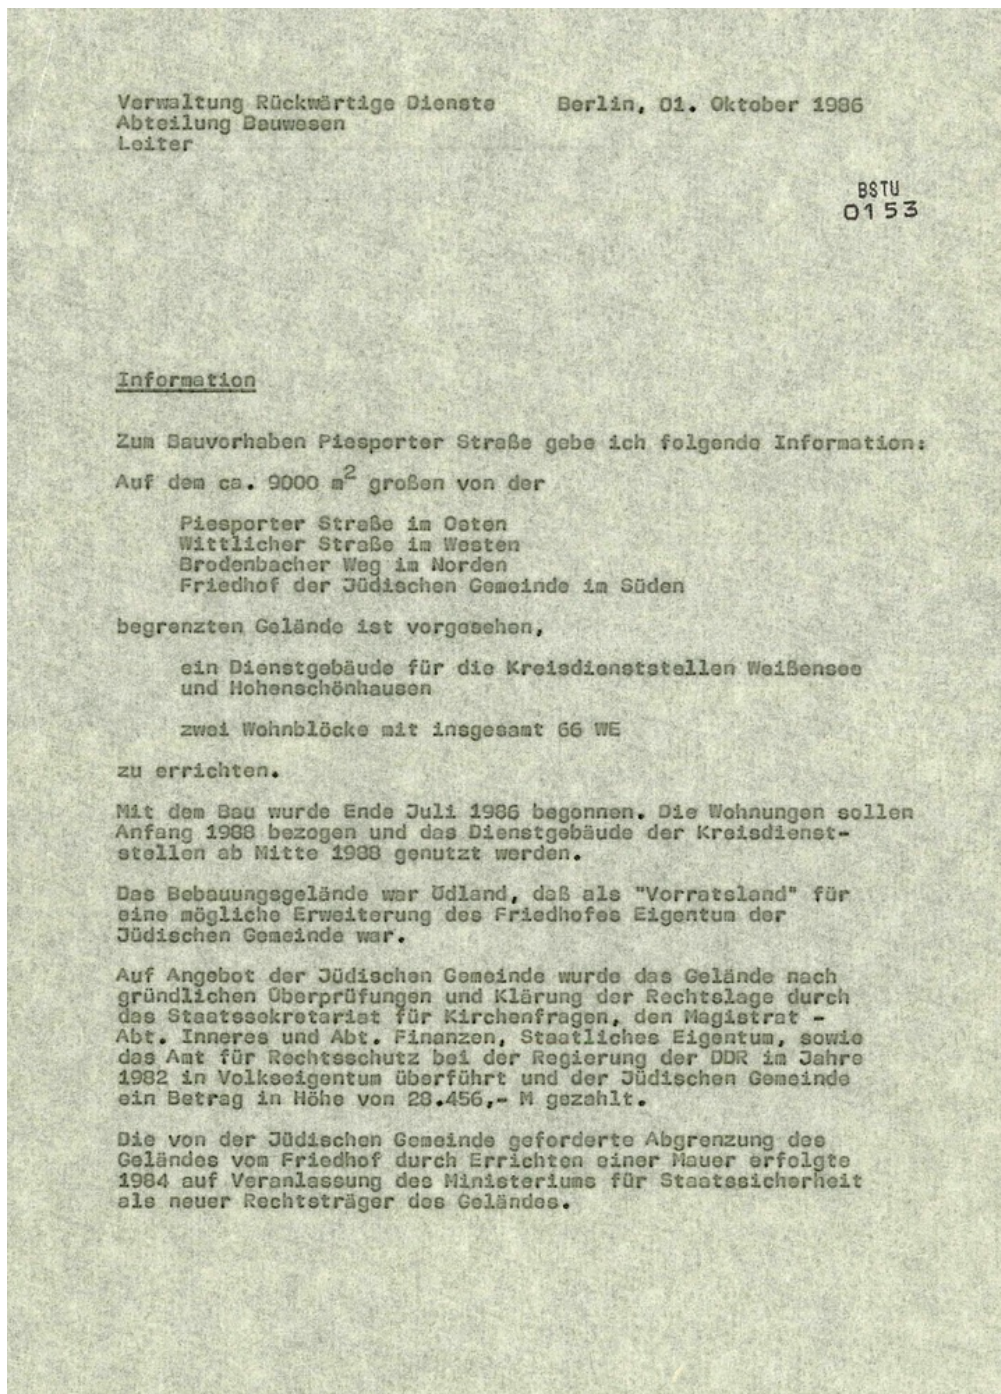 Verwaltung Rückwärtige Dienste Berlin, 01. Oktober 1986
Abteilung Bauwesen
Leiter
BSTU
0153
Information
Zum Bauvorhaben Piesporter Straße gebe ich folgende Information:
Auf dem ca. 9000 m² großen von der
Piesporter Straße im Osten
Wittlicher Straße im Westen
Brodenbacher Weg im Norden
Friedhof der Jüdischen Gemeinde im Süden
begrenzten Gelände ist vorgesehen,
ein Dienstgebäude für die Kreisdienststellen Weißensee
und Hohenschönhausen
zwei Wohnblöcke mit insgesamt 66 WE
zu errichten.
Mit dem Bau wurde Ende Juli 1986 begonnen. Die Wohnungen sollen
Anfang 1988 bezogen und das Dienstgebäude der Kreisdienst-
stellen ab Mitte 1988 genutzt werden.
Das Bebauungsgelände war Ödland, daß als "Vorratsland" für
eine mögliche Erweiterung des Friedhofes Eigentum der
Jüdischen Gemeinde war.
Auf Angebot der Jüdischen Gemeinde wurde das Gelände nach
gründlichen Überprüfungen und Klärung der Rechtslage durch
das Staatssekretariat für Kirchenfragen, den Magistrat -
Abt. Inneres und Abt. Finanzen, Staatliches Eigentum, sowie
das Amt für Rechtsschutz bei der Regierung der DDR im Jahre
1982 in Volkseigentum überführt und der Jüdischen Gemeinde
ein Betrag in Höhe von 28.456,- M gezahlt.
Die von der Jüdischen Gemeinde geforderte Abgrenzung des
Geländes vom Friedhof durch Errichten einer Mauer erfolgte
1984 auf Veranlassung des Ministeriums für Staatssicherheit
als neuer Rechtsträger des Geländes.